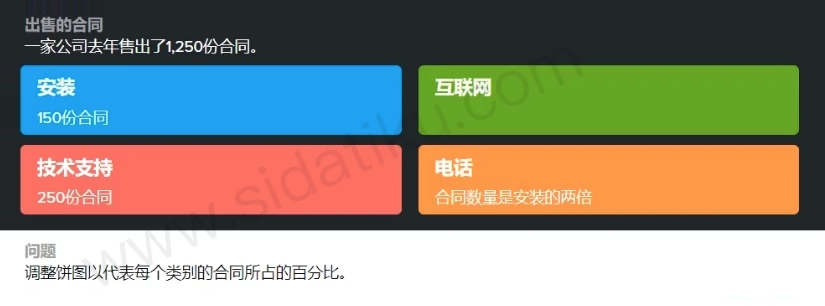 出售的合同
一家公司去年售出了1,250份合同。
安装
150份合同
互联网
技术支持
250份合同
电话
合同数量是安装的两倍
www.sidatiku.com
问题
调整饼图以代表每个类别的合同所占的百分比。